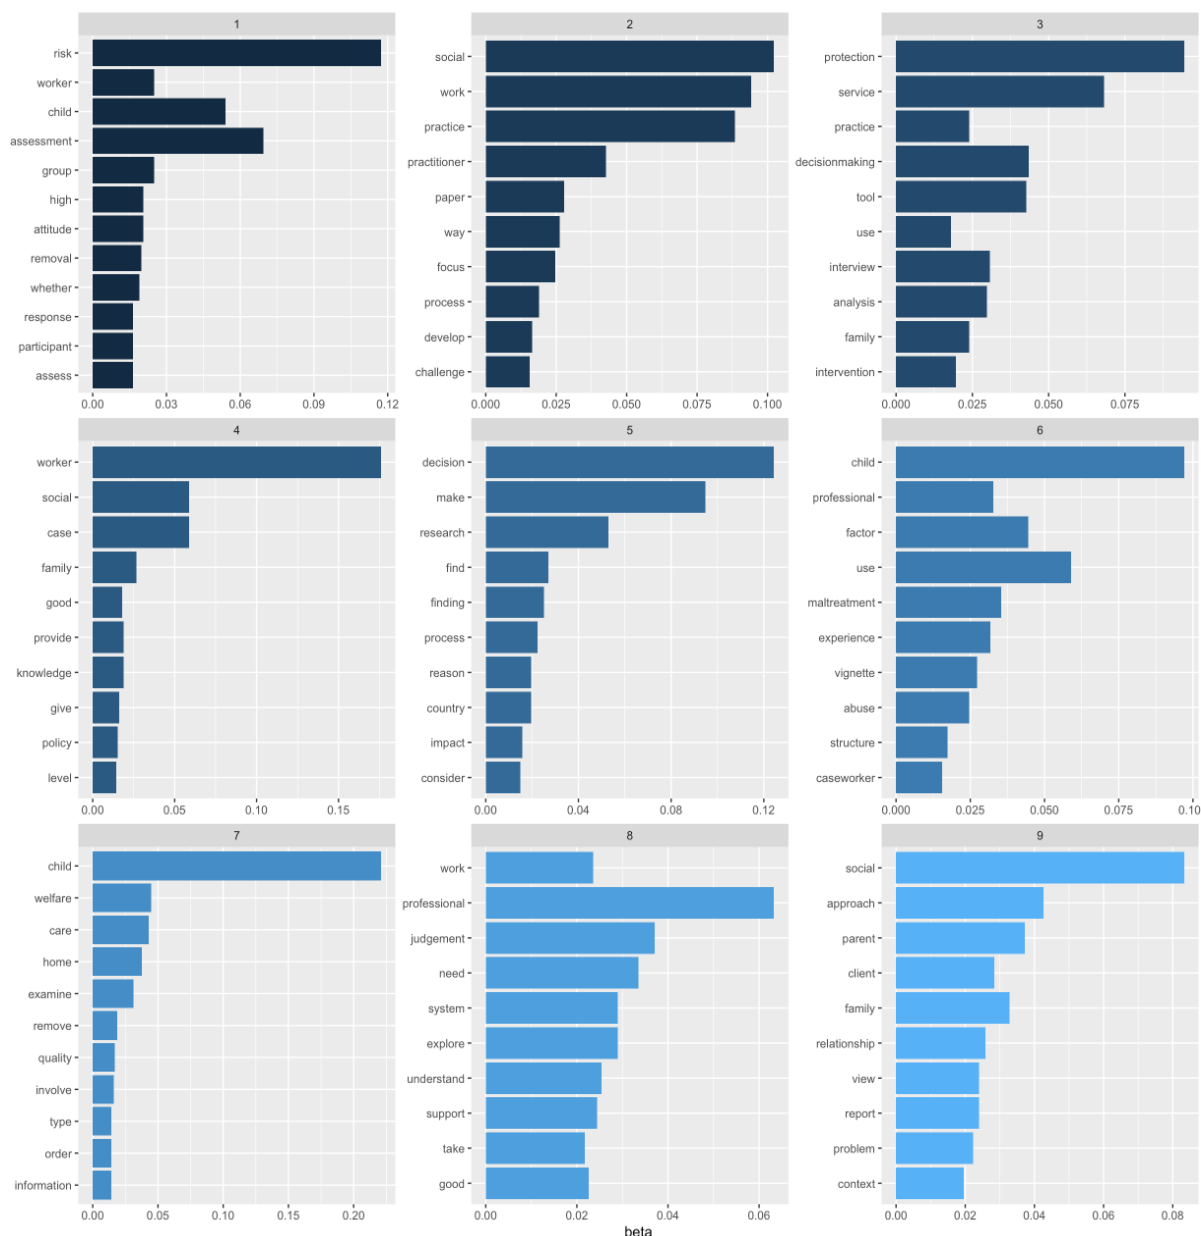 1
risk
worker
child
assessment
group
high
attitude
removal
whether
response
participant
assess
0.00 0.03 0.06 0.09 0.12
2
social
work
practice
practitioner
paper
way
focus
process
develop
challenge
0.000 0.025 0.050 0.075 0.100
3
protection
service
practice
decisionmaking
tool
use
interview
analysis
family
intervention
0.000 0.025 0.050 0.075
4
worker
social
case
family
good
provide
knowledge
give
policy
level
0.00 0.05 0.10 0.15
5
decision
make
research
find
finding
process
reason
country
impact
consider
0.00 0.04 0.08 0.12
6
child
professional
factor
use
maltreatment
experience
vignette
abuse
structure
caseworker
0.000 0.025 0.050 0.075 0.100
7
child
welfare
care
home
examine
remove
quality
involve
type
order
information
0.00 0.05 0.10 0.15 0.20
8
work
professional
judgement
need
system
explore
understand
support
take
good
0.00 0.02 0.04 0.06
9
social
approach
parent
client
family
relationship
view
report
problem
context
0.00 0.02 0.04 0.06 0.08
beta